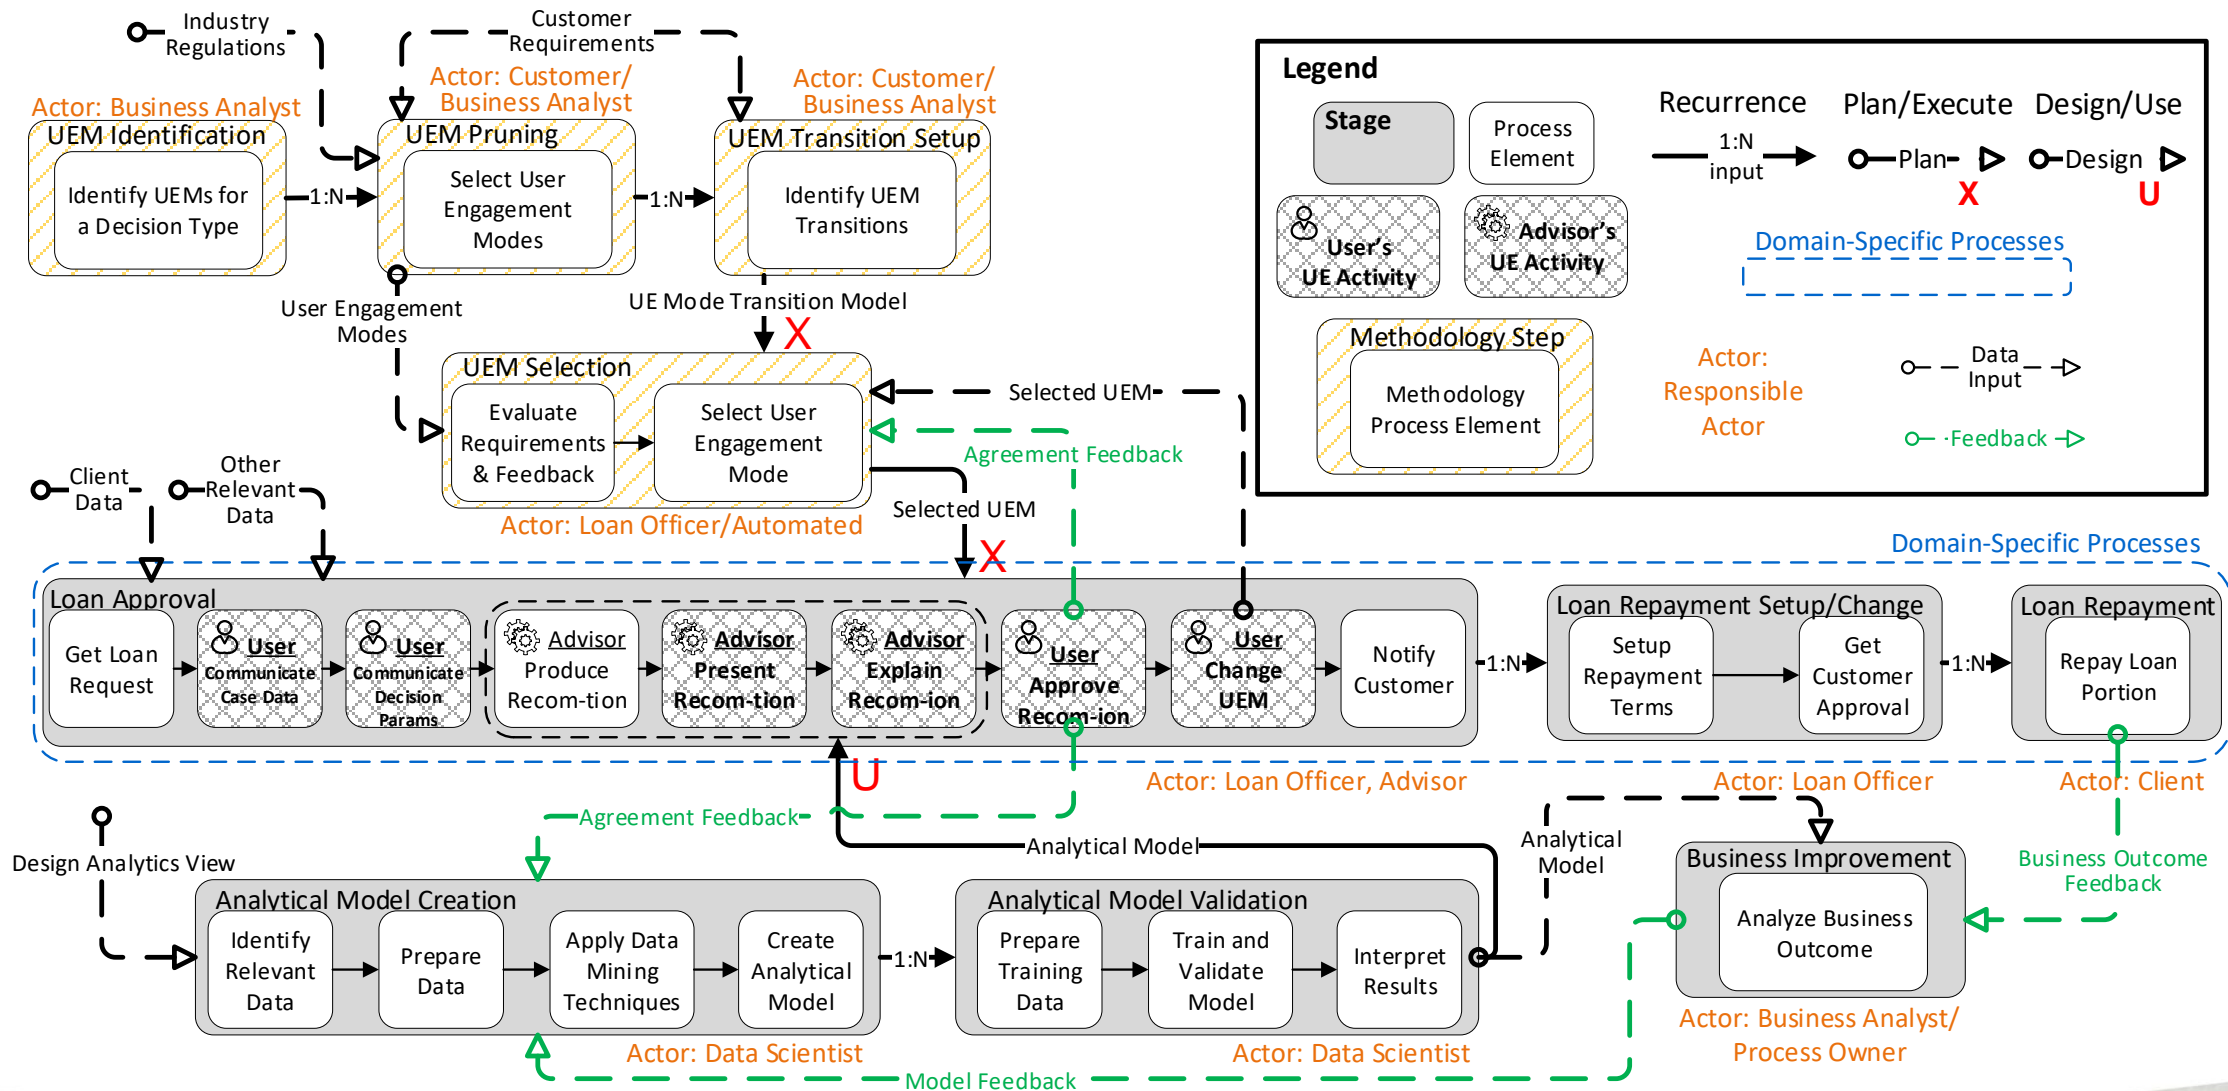 Industry
Regulations
Customer
Requirements
Actor: Business Analyst
Actor: Customer/
Business Analyst
Actor: Customer/
Business Analyst
UEM Identification
Identify UEMs for
a Decision Type
1:N
UEM Pruning
Select User
Engagement
Modes
1:N
UEM Transition Setup
Identify UEM
Transitions
User Engagement
Modes
UE Mode Transition Model
X
UEM Selection
Evaluate
Requirements
& Feedback
Select User
Engagement
Mode
Selected UEM
Agreement Feedback
Selected UEM
X
Actor: Loan Officer/Automated
Client
Data
Other
Relevant
Data
Legend
Stage
Process
Element
Recurrence
1:N
input
Plan/Execute
Plan
X
Design/Use
Design
U
User's
UE Activity
Advisor's
UE Activity
Domain-Specific Processes
Methodology Step
Methodology
Process Element
Actor:
Responsible
Actor
Data
Input
Feedback
Domain-Specific Processes
Loan Approval
Get Loan
Request
User
Communicate
Case Data
User
Communicate
Decision
Params
Advisor
Produce
Recom-tion
Advisor
Present
Recom-tion
Advisor
Explain
Recom-ion
User
Approve
Recom-ion
User
Change
UEM
Notify
Customer
1:N
Loan Repayment Setup/Change
Setup
Repayment
Terms
Get
Customer
Approval
1:N
Loan Repayment
Repay Loan
Portion
U
Actor: Loan Officer, Advisor
Actor: Loan Officer
Actor: Client
Agreement Feedback
Analytical Model
Analytical
Model
Business Outcome
Feedback
Design Analytics View
Analytical Model Creation
Identify
Relevant
Data
Prepare
Data
Apply Data
Mining
Techniques
Create
Analytical
Model
1:N
Analytical Model Validation
Prepare
Training
Data
Train and
Validate
Model
Interpret
Results
Business Improvement
Analyze Business
Outcome
Actor: Data Scientist
Actor: Data Scientist
Actor: Business Analyst/
Process Owner
Model Feedback